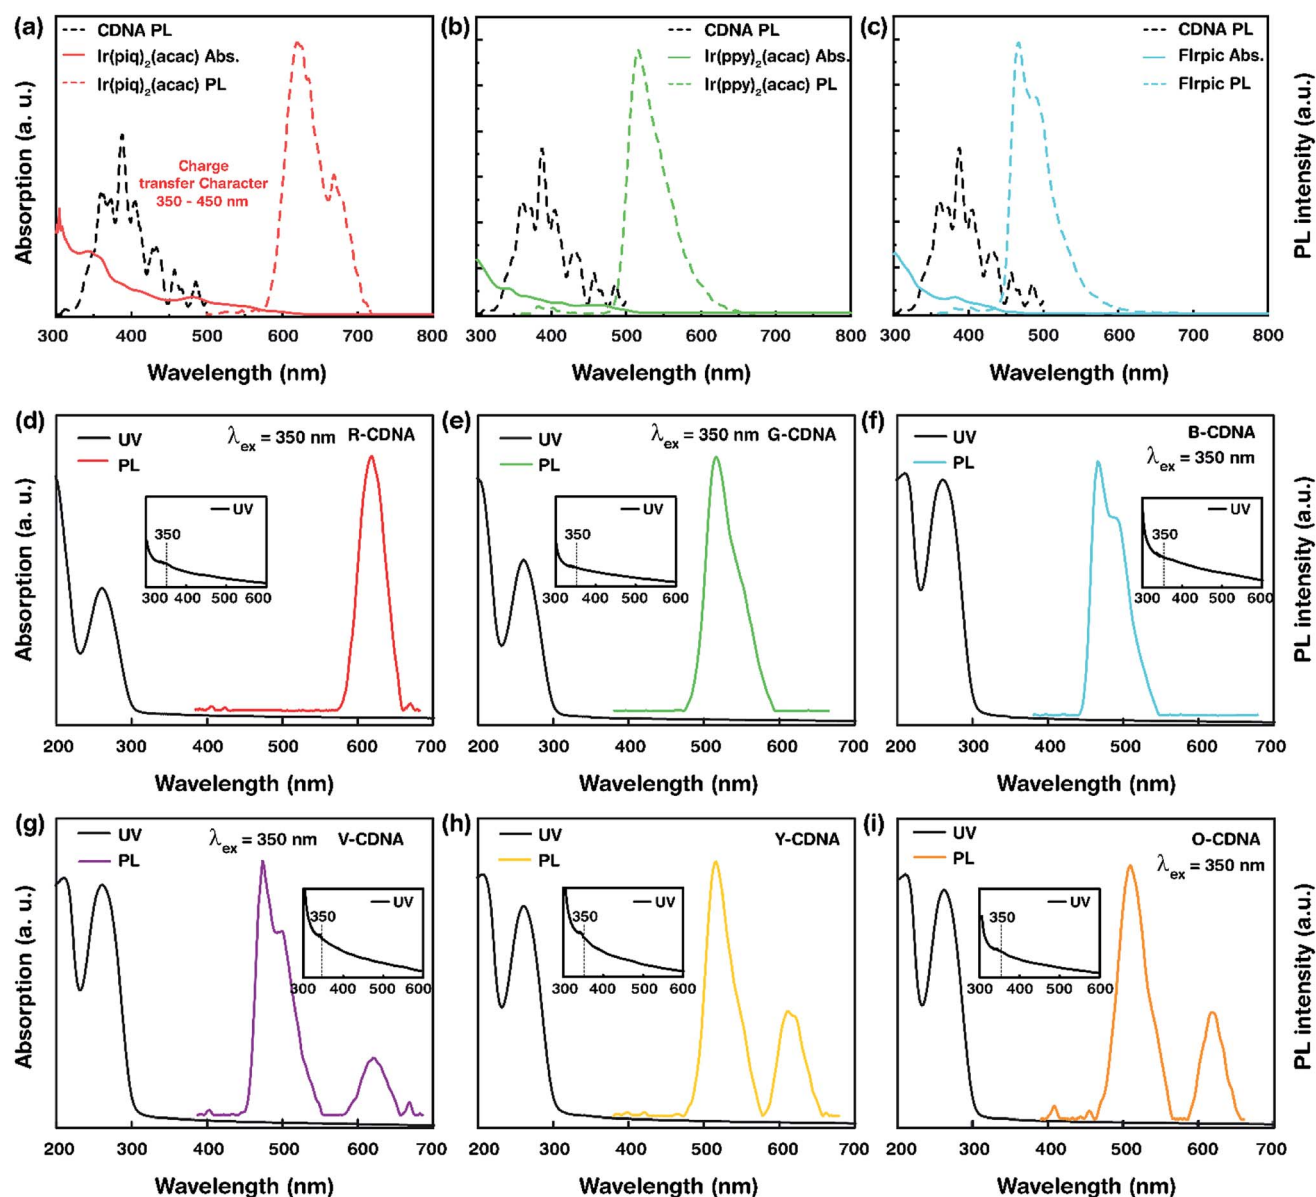 (a)
CDNA PL
Ir(piq)2(acac) Abs.
Ir(piq)2(acac) PL
Charge
transfer Character
350 - 450 nm
Absorption (a. u.)
300 400 500 600 700 800
Wavelength (nm)
(b)
CDNA PL
Ir(ppy)2(acac) Abs.
Ir(ppy)2(acac) PL
300 400 500 600 700 800
Wavelength (nm)
(c)
CDNA PL
FIrpic Abs.
FIrpic PL
PL intensity (a.u.)
300 400 500 600 700 800
Wavelength (nm)
(d)
UV
PL
λex = 350 nm R-CDNA
UV
350
300 400 500 600
Absorption (a. u.)
200 300 400 500 600 700
Wavelength (nm)
(e)
UV
PL
λex = 350 nm G-CDNA
UV
350
300 400 500 600
200 300 400 500 600 700
Wavelength (nm)
(f)
UV
PL
B-CDNA
λex = 350 nm
UV
350
300 400 500 600
PL intensity (a.u.)
200 300 400 500 600 700
Wavelength (nm)
(g)
UV
PL
λex = 350 nm V-CDNA
UV
350
300 400 500 600
Absorption (a. u.)
200 300 400 500 600 700
Wavelength (nm)
(h)
UV
PL
Y-CDNA
UV
350
300 400 500 600
200 300 400 500 600 700
Wavelength (nm)
(i)
UV
PL
O-CDNA
λex = 350 nm
UV
350
300 400 500 600
PL intensity (a.u.)
200 300 400 500 600 700
Wavelength (nm)